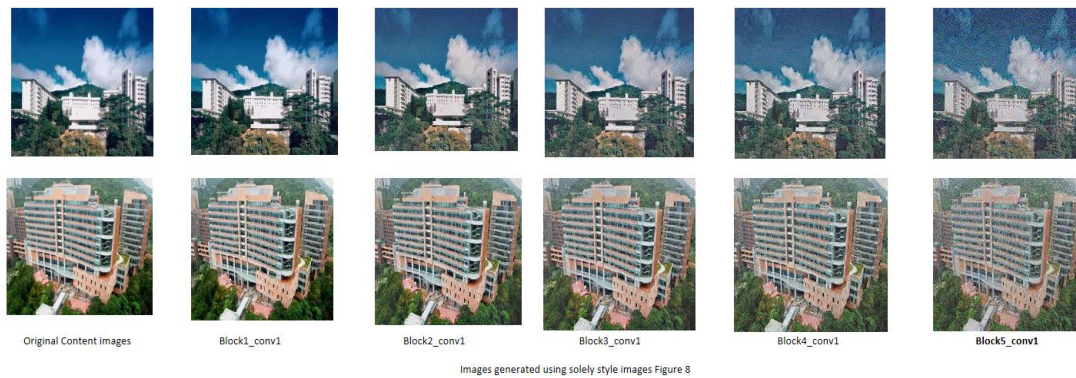 Original Content images
Block1_conv1
Block2_conv1
Block3_conv1
Block4_conv1
Block5_conv1
Images generated using solely style images Figure 8